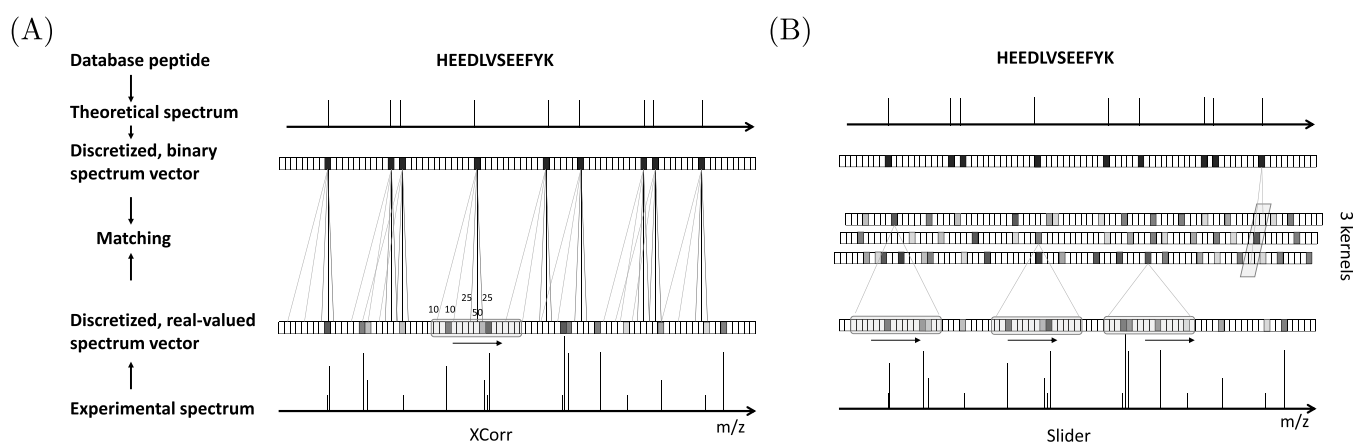 (A)
Database peptide
Theoretical spectrum
Discretized, binary
spectrum vector
Matching
Discretized, real-valued
spectrum vector
Experimental spectrum
HEEDLVSEEFYK
25 25
10 10
50
m/z
XCorr
(B)
HEEDLVSEEFYK
3 kernels
m/z
Slider